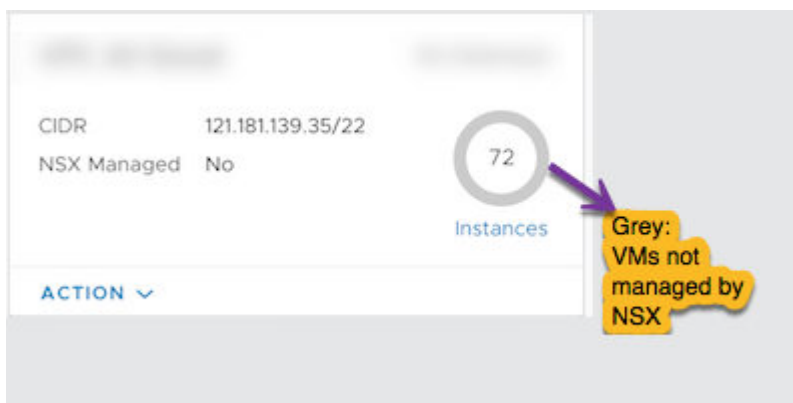 CIDR 121.181.139.35/22
NSX Managed No
72
Instances
ACTION
Grey:
VMs not
managed by
NSX